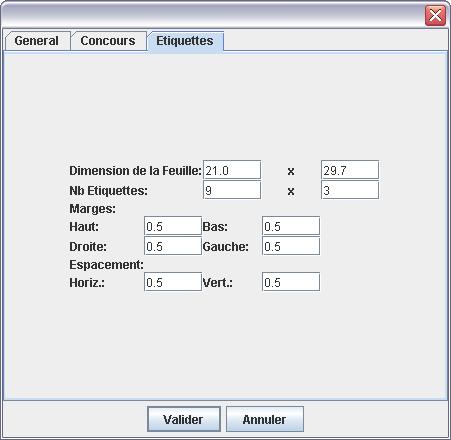 General Concours Etiquettes
Dimension de la Feuille: 21.0 x 29.7
Nb Etiquettes: 9 x 3
Marges:
Haut: 0.5 Bas: 0.5
Droite: 0.5 Gauche: 0.5
Espacement:
Horiz.: 0.5 Vert.: 0.5
Valider Annuler